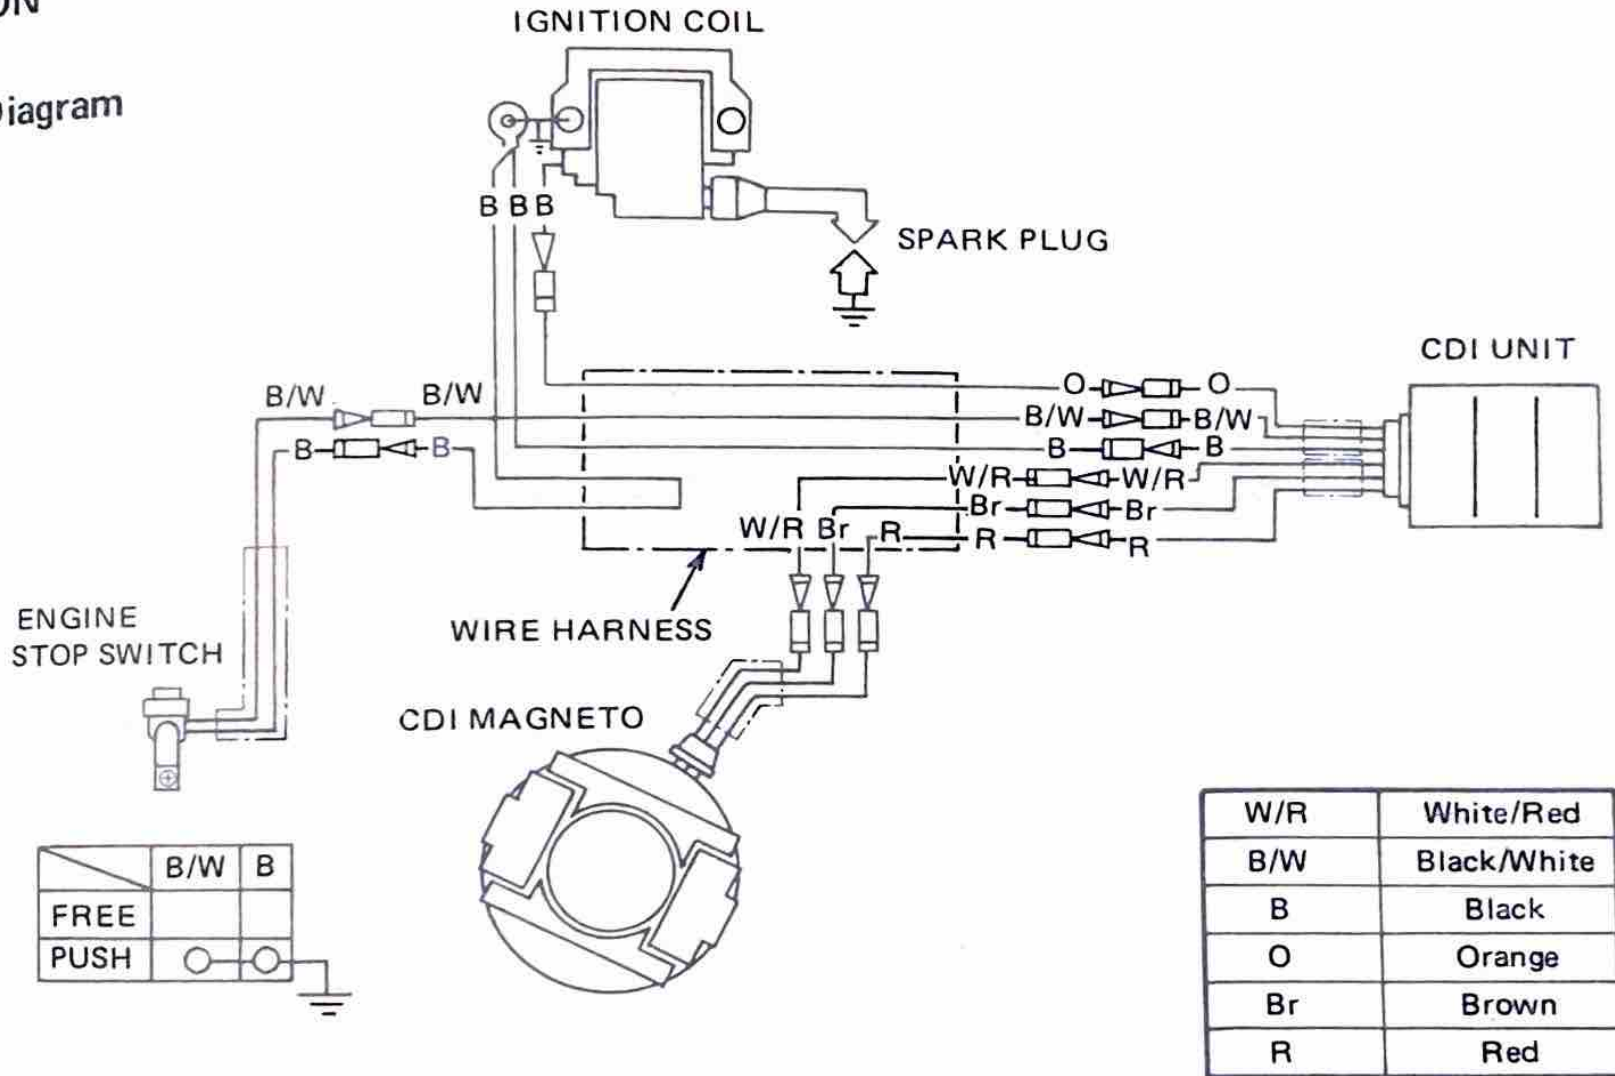 IGNITION COIL
Diagram
B B B
SPARK PLUG
CDI UNIT
B/W B/W
O O
B/W B/W
B B
B B
W/R W/R
Br Br
W/R Br R
R R
WIRE HARNESS
ENGINE
STOP SWITCH
CDI MAGNETO
B/W B
FREE
PUSH
W/R White/Red
B/W Black/White
B Black
O Orange
Br Brown
R Red